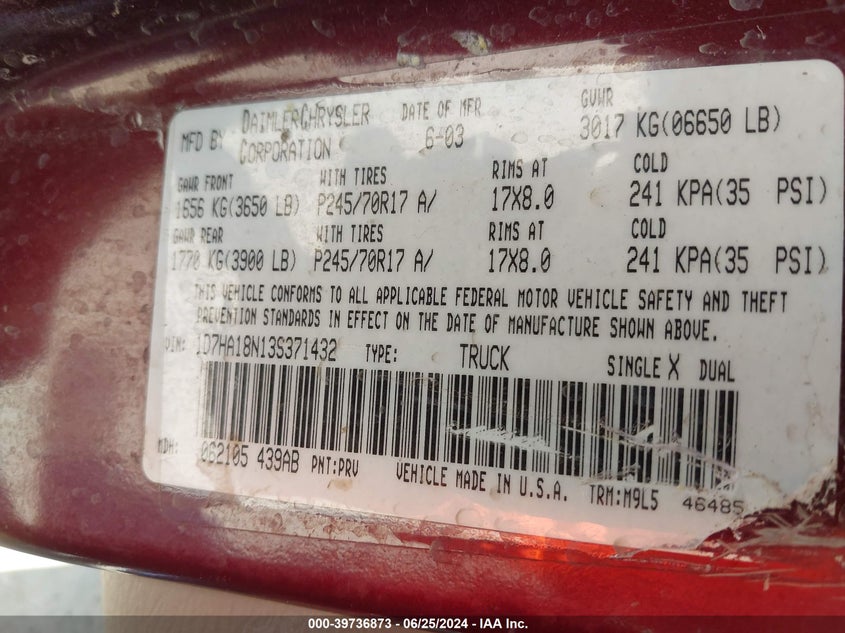 MFD BY DAIMLERCHRYSLER CORPORATION DATE OF MFR 6-03 GVWR 3017 KG(06650 LB)
GAWR FRONT WITH TIRES RIMS AT COLD
1656 KG(3650 LB) P245/70R17 A/ 17X8.0 241 KPA(35 PSI)
GAWR REAR WITH TIRES RIMS AT COLD
1770 KG(3900 LB) P245/70R17 A/ 17X8.0 241 KPA(35 PSI)
THIS VEHICLE CONFORMS TO ALL APPLICABLE FEDERAL MOTOR VEHICLE SAFETY AND THEFT
PREVENTION STANDARDS IN EFFECT ON THE DATE OF MANUFACTURE SHOWN ABOVE.
VIN: 1D7HA18N13S371432 TYPE: TRUCK SINGLE X DUAL
MDH: 062105 439AB PNT:PRV VEHICLE MADE IN U.S.A. TRM:M9L5 46485
000-39736873 - 06/25/2024 - IAA Inc.